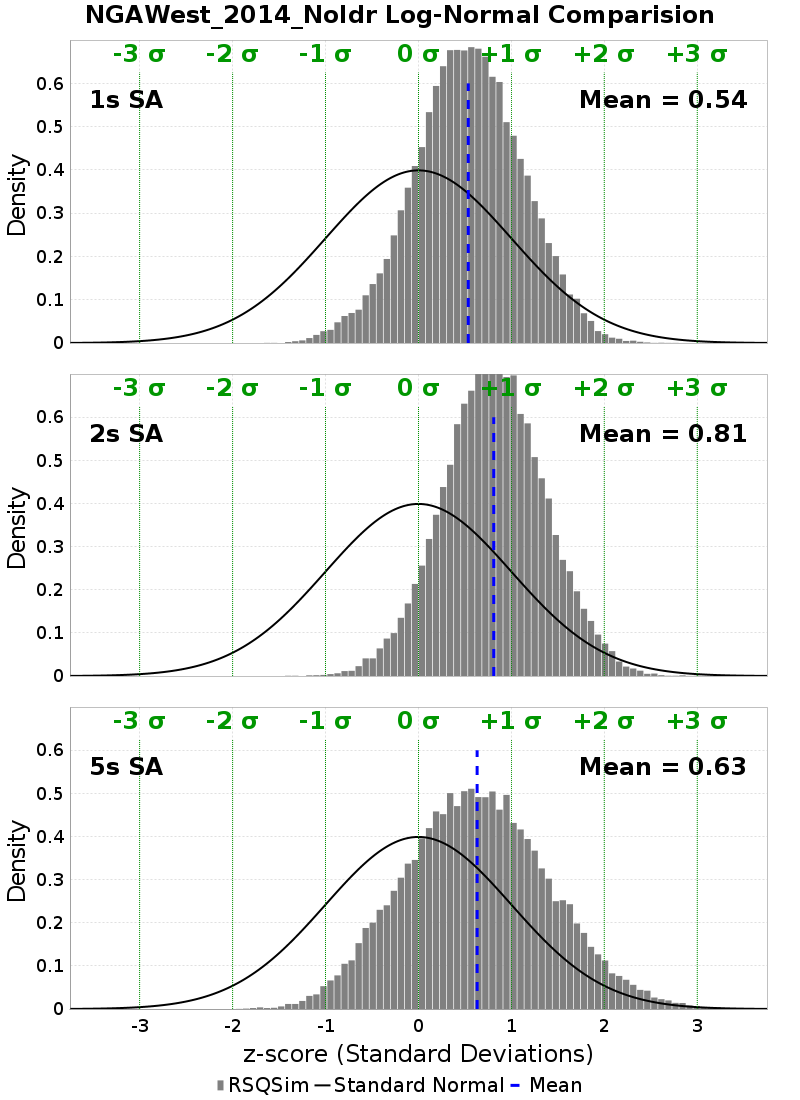 NGAWest_2014_NoIdr Log-Normal Comparision
-3 σ -2 σ -1 σ 0 σ +1 σ +2 σ +3 σ
1s SA Mean = 0.54
Density
0.6
0.5
0.4
0.3
0.2
0.1
0
-3 σ -2 σ -1 σ 0 σ +1 σ +2 σ +3 σ
2s SA Mean = 0.81
Density
0.6
0.5
0.4
0.3
0.2
0.1
0
-3 σ -2 σ -1 σ 0 σ +1 σ +2 σ +3 σ
5s SA Mean = 0.63
Density
0.6
0.5
0.4
0.3
0.2
0.1
0
-3 -2 -1 0 1 2 3
z-score (Standard Deviations)
RSQSim Standard Normal Mean